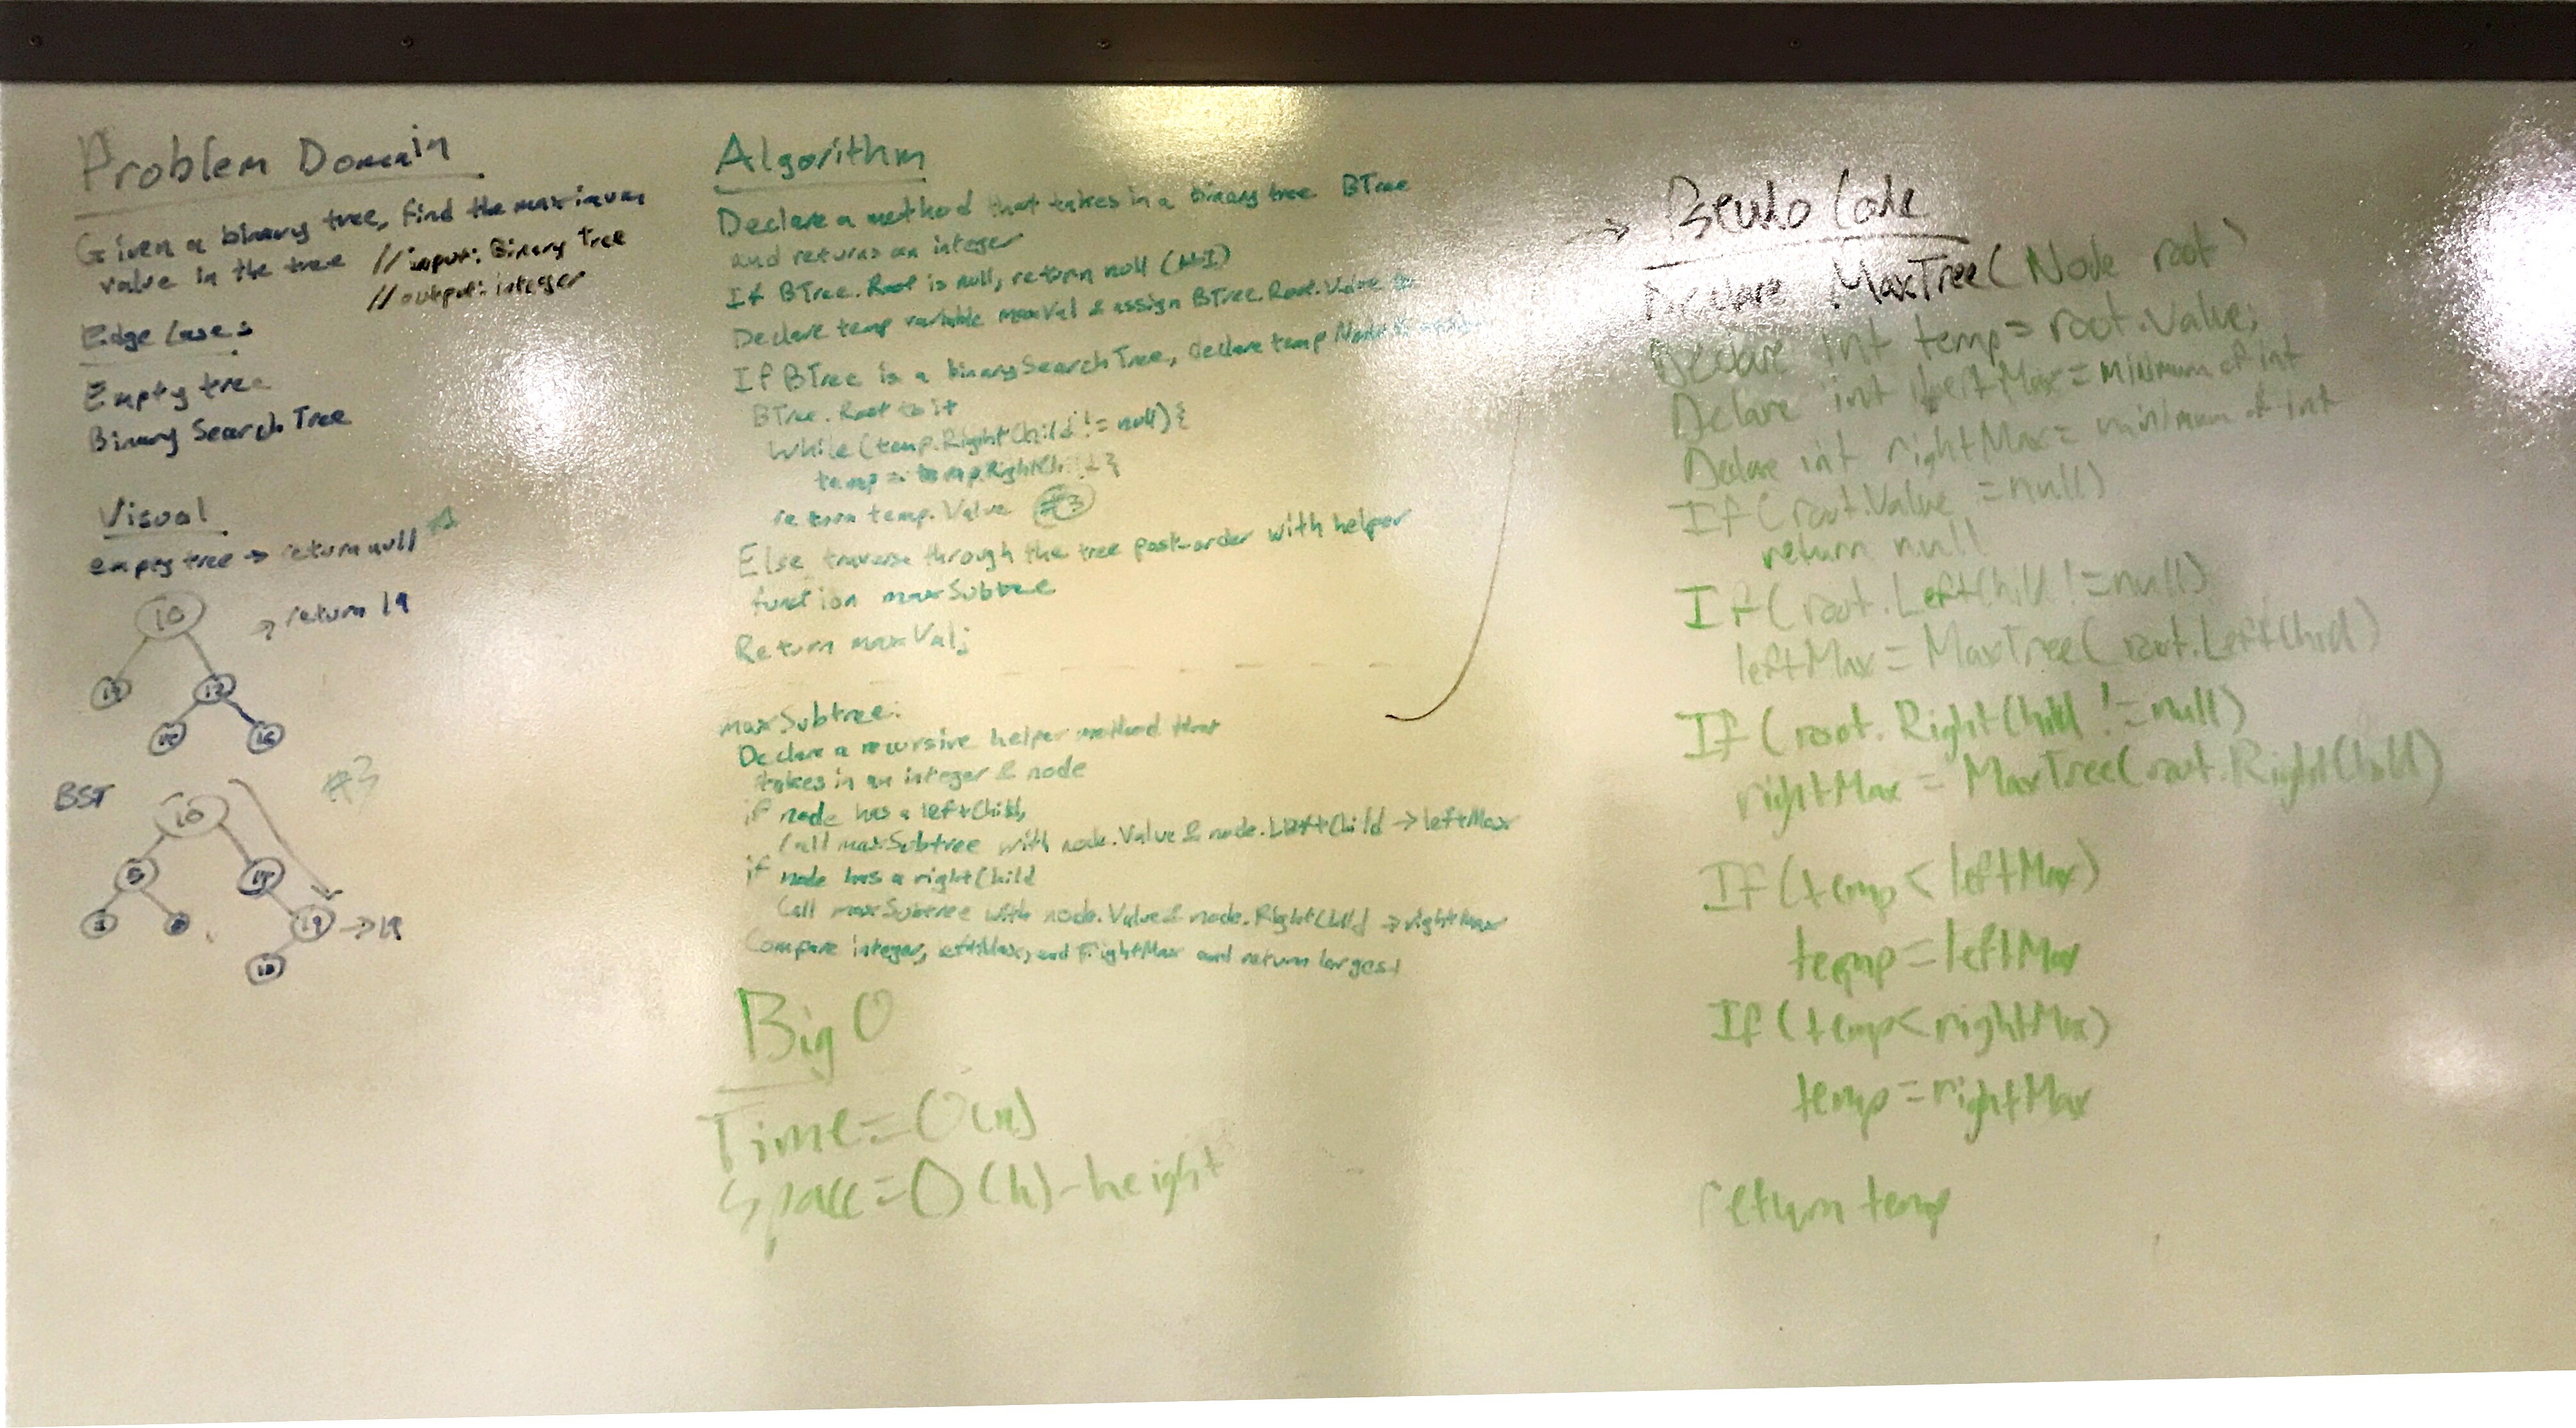 Problem Domain
Given a binary tree, find the maximum
value in the tree
//input: Binary Tree
//output: integer
Edge Cases
Empty tree
Binary Search Tree
Visual
empty tree → return null #1
10
→ return 19
12
16
BST
#3
10
5
19 → 19
Algorithm
Declare a method that takes in a binary tree BTree
and returns an integer
If BTree.Root is null, return null (#1)
Declare temp variable maxVal & assign BTree.Root.Value
If BTree is a binarySearchTree, declare temp Node
BTree.Root to it
While(temp.RightChild != null){
temp = temp.RightChild}
return temp.Value #3
Else traverse through the tree post-order with helper
function maxSubtree
Return maxVal;
maxSubtree:
Declare a recursive helper method that
takes in an integer & node
if node has a leftChild,
Call maxSubtree with node.Value & node.LeftChild → leftMax
if node has a rightChild
Call maxSubtree with node.Value & node.RightChild → rightMax
Compare integer, leftMax, and rightMax and return largest
Big O
Time = O(n)
Space = O(h)-height
→ Pseudo Code
Declare MaxTree(Node root)
Declare int temp = root.Value;
Declare int leftMax = minimum of int
Declare int rightMax = minimum of int
If (root.Value = null)
return null
If (root.LeftChild != null)
leftMax = MaxTree(root.LeftChild)
If (root.RightChild != null)
rightMax = MaxTree(root.RightChild)
If (temp < leftMax)
temp = leftMax
If (temp < rightMax)
temp = rightMax
return temp